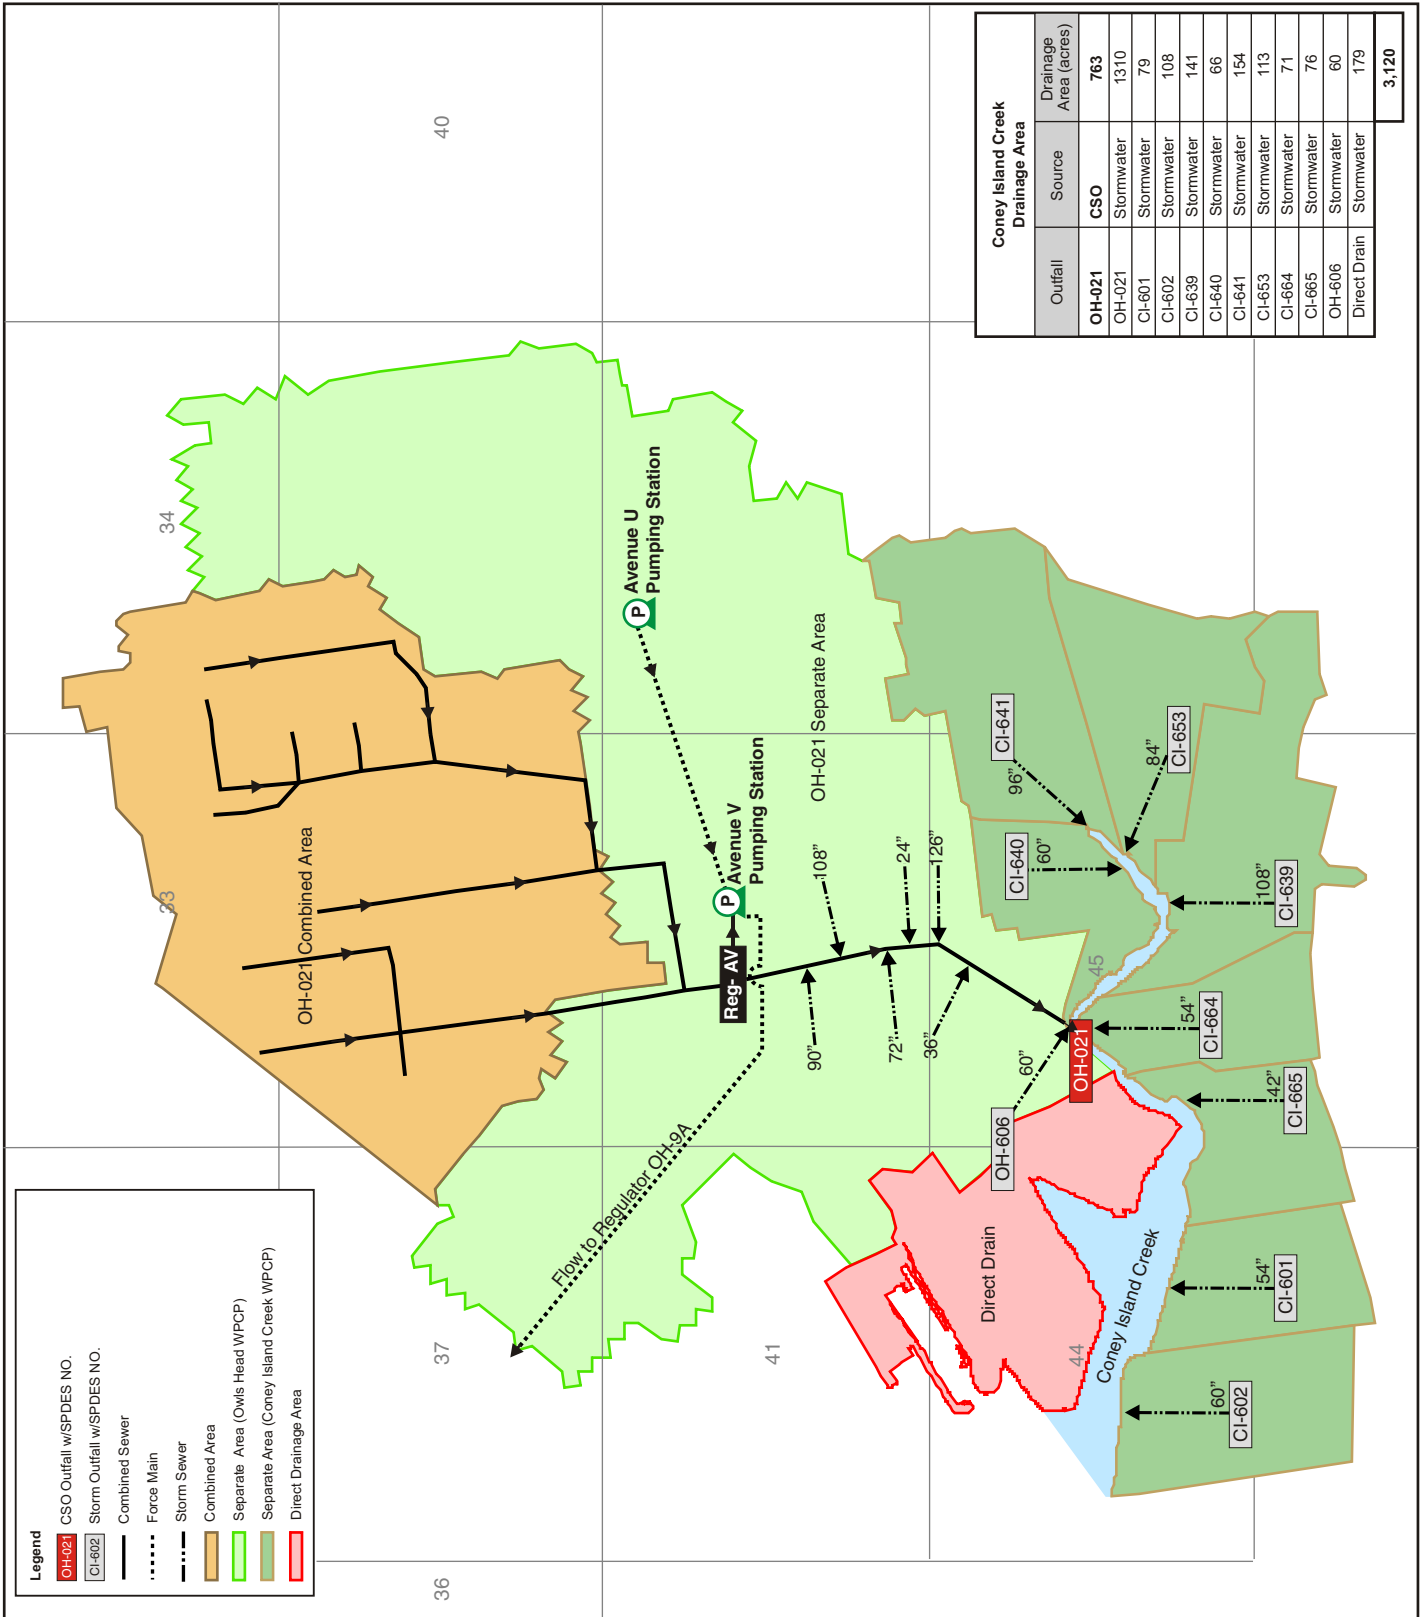 Legend
OH-021 CSO Outfall w/SPDES NO.
CI-602 Storm Outfall w/SPDES NO.
Combined Sewer
Force Main
Storm Sewer
Combined Area
Separate Area (Owls Head WPCP)
Separate Area (Coney Island Creek WPCP)
Direct Drainage Area
33
34
36
37
40
41
44
45
OH-021 Combined Area
Avenue U
Pumping Station
Avenue V
Pumping Station
Reg- AV
OH-021 Separate Area
Flow to Regulator OH-9A
108”
24”
126”
90”
72”
36”
60”
OH-606
OH-021
Direct Drain
Coney Island Creek
CI-641
96”
CI-640
60”
84”
CI-653
108”
CI-639
54”
CI-664
42”
CI-665
54”
CI-601
60”
CI-602
Coney Island Creek
Drainage Area
Outfall Source Drainage
Area (acres)
OH-021 CSO 763
OH-021 Stormwater 1310
CI-601 Stormwater 79
CI-602 Stormwater 108
CI-639 Stormwater 141
CI-640 Stormwater 66
CI-641 Stormwater 154
CI-653 Stormwater 113
CI-664 Stormwater 71
CI-665 Stormwater 76
OH-606 Stormwater 60
Direct Drain Stormwater 179
3,120